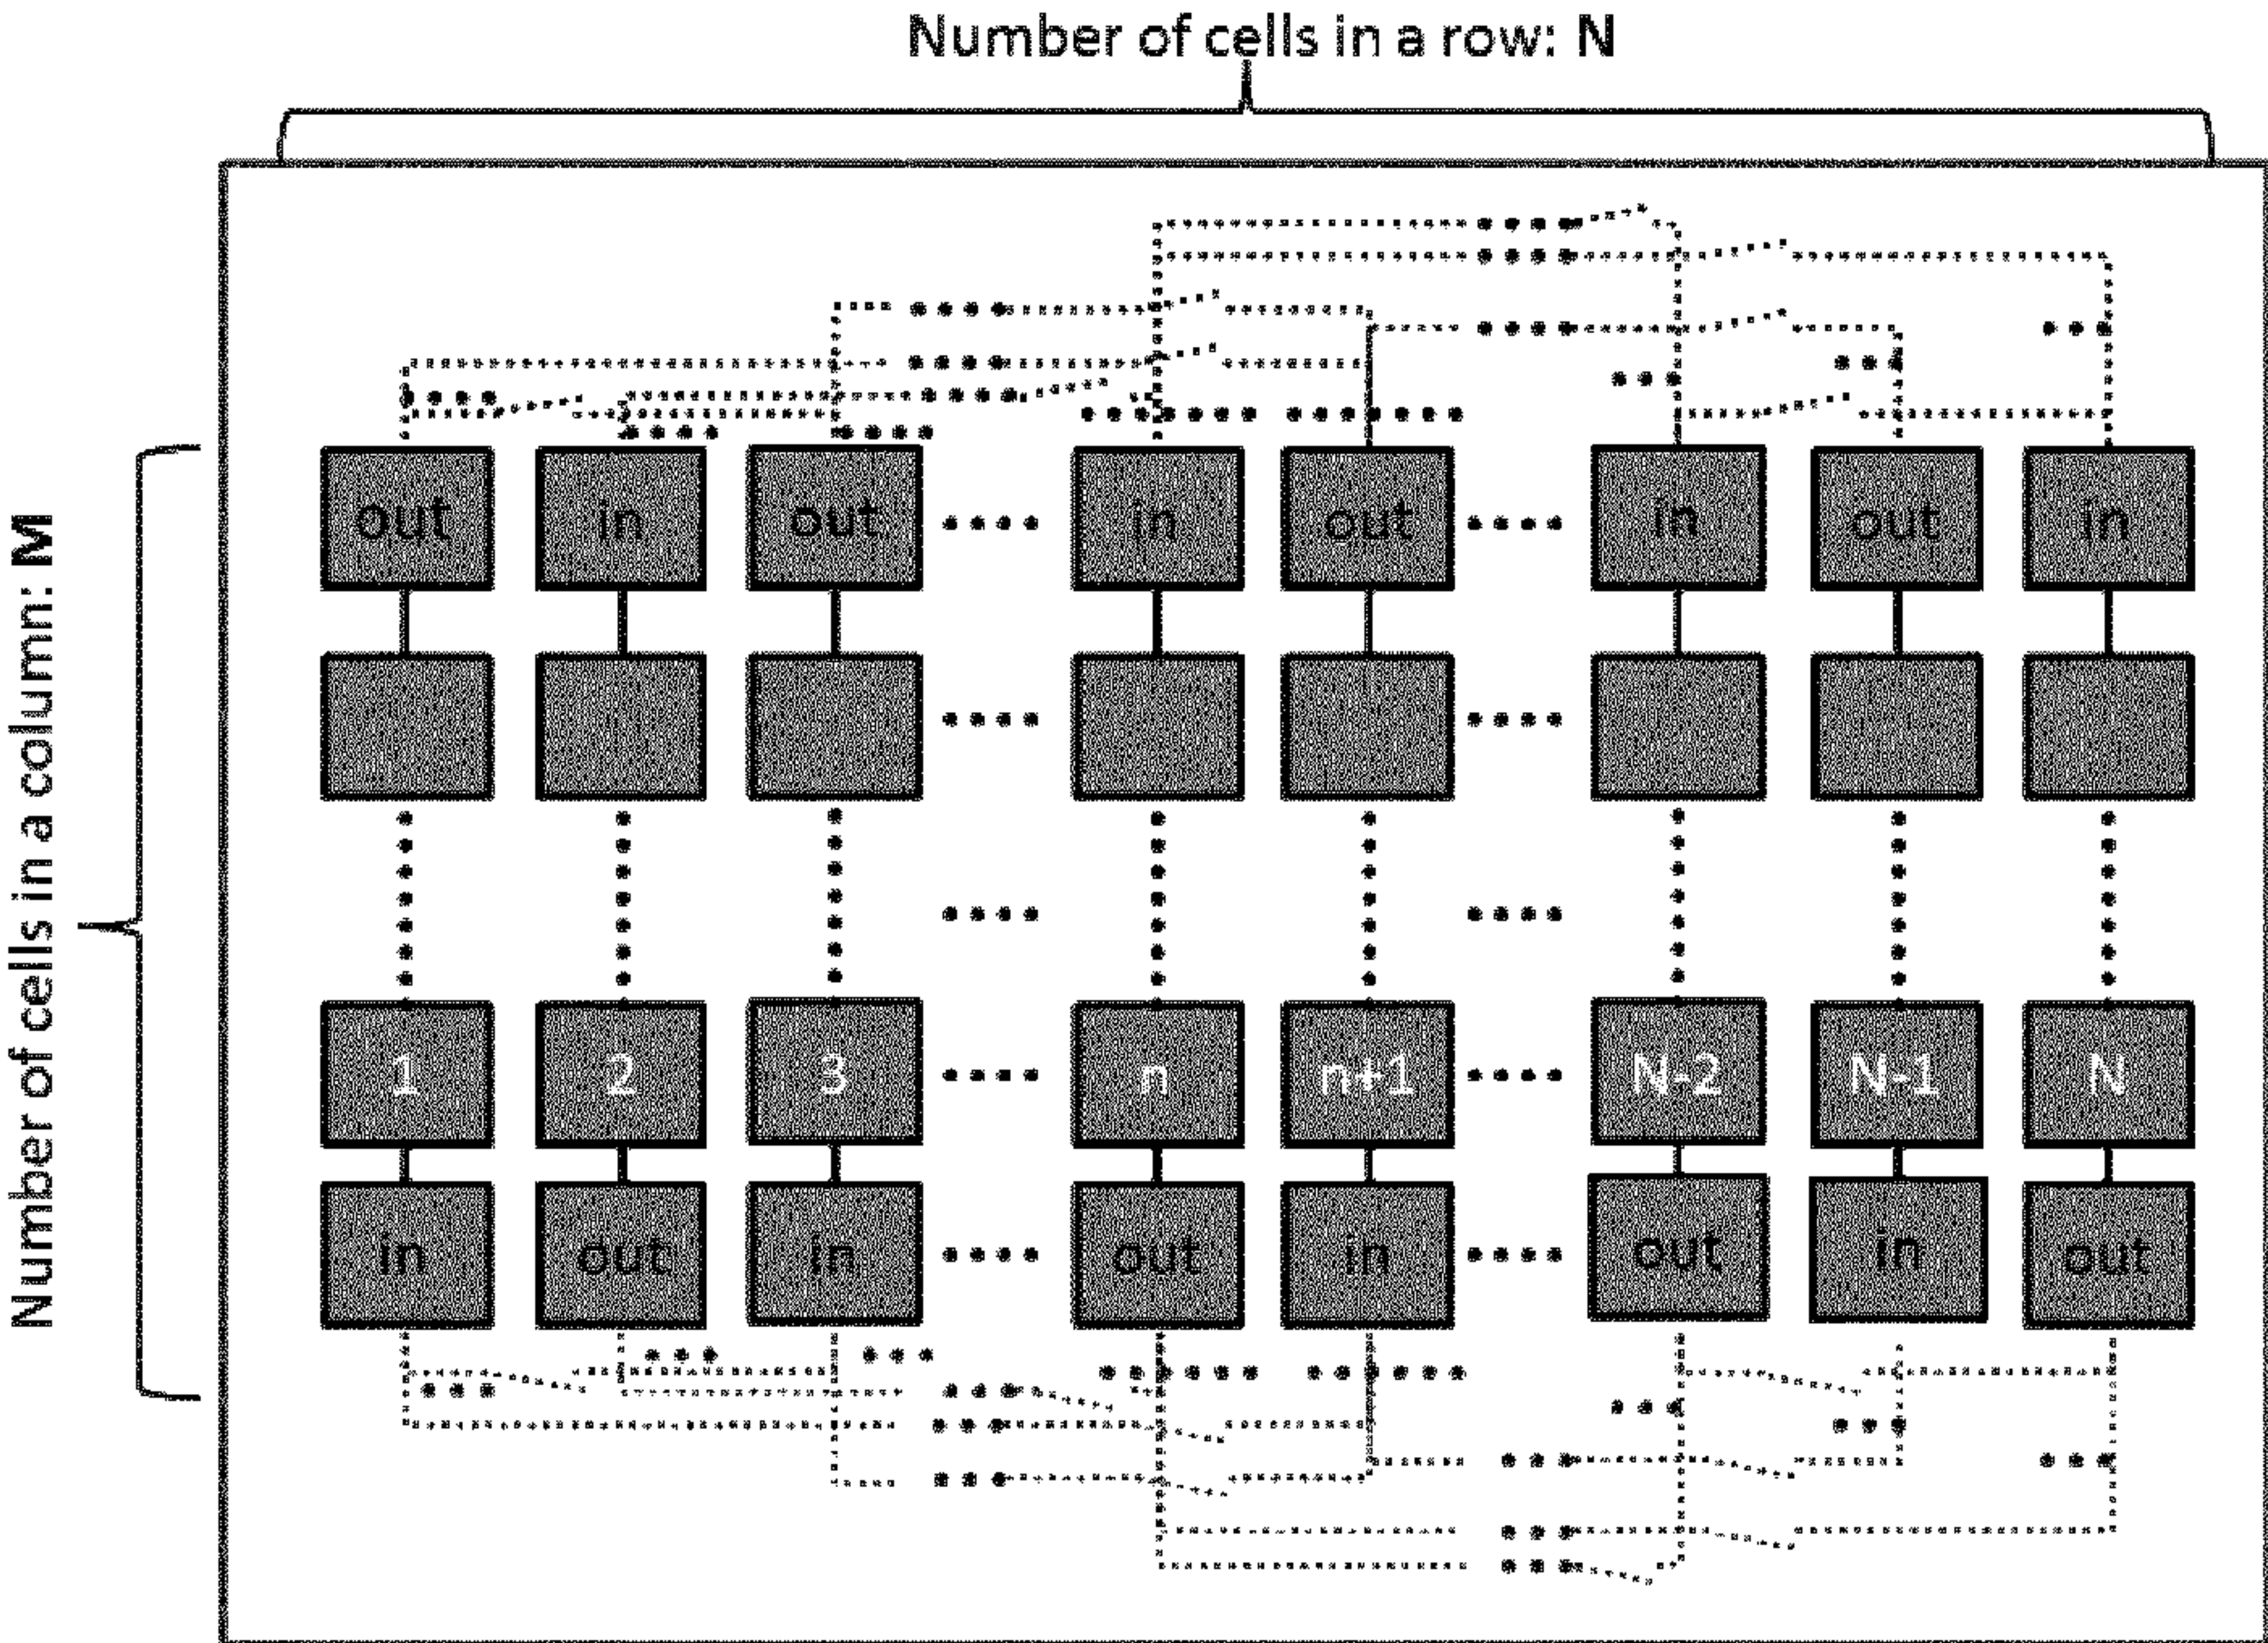 Number of cells in a row: N
Number of cells in a column: M
out in out in out in out in
1 2 3 n n+1 N-2 N-1 N
in out in out in out in out